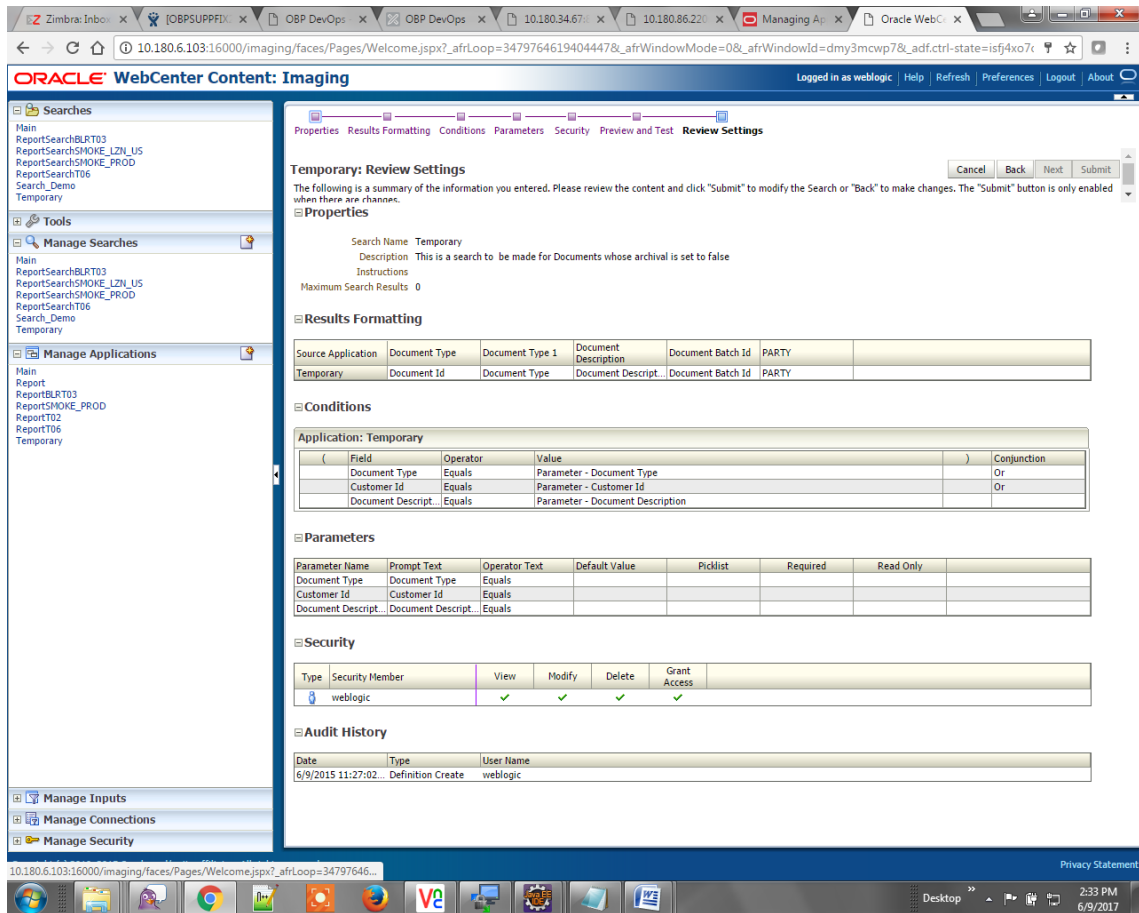 Zimbra: Inbo
[OBPSUPPFIX
OBP DevOps
OBP DevOps
10.180.34.67:
10.180.86.220
Managing Ap
Oracle WebC
10.180.6.103:16000/imaging/faces/Pages/Welcome.jspx?_afrLoop=34797646194044478&_afrWindowMode=0&_afrWindowId=dmy3mcwp7&_adf.ctrl-state=isfj4xo7c
ORACLE WebCenter Content: Imaging
Logged in as weblogic | Help | Refresh | Preferences | Logout | About
Searches
Main
ReportSearchBLRT03
ReportSearchSMOKE_LZN_US
ReportSearchSMOKE_PROD
ReportSearchT06
Search_Demo
Temporary
Tools
Manage Searches
Main
ReportSearchBLRT03
ReportSearchSMOKE_LZN_US
ReportSearchSMOKE_PROD
ReportSearchT06
Search_Demo
Temporary
Manage Applications
Main
Report
ReportBLRT03
ReportSMOKE_PROD
ReportT02
ReportT06
Temporary
Manage Inputs
Manage Connections
Manage Security
Properties Results Formatting Conditions Parameters Security Preview and Test Review Settings
Temporary: Review Settings
Cancel Back Next Submit
The following is a summary of the information you entered. Please review the content and click "Submit" to modify the Search or "Back" to make changes. The "Submit" button is only enabled
when there are changes.
Properties
Search Name Temporary
Description This is a search to be made for Documents whose archival is set to false
Instructions
Maximum Search Results 0
Results Formatting
Source Application Document Type Document Type 1 Document Description Document Batch Id PARTY
Temporary Document Id Document Type Document Descript... Document Batch Id PARTY
Conditions
Application: Temporary
( Field Operator Value ) Conjunction
Document Type Equals Parameter - Document Type Or
Customer Id Equals Parameter - Customer Id Or
Document Descript... Equals Parameter - Document Description
Parameters
Parameter Name Prompt Text Operator Text Default Value Picklist Required Read Only
Document Type Document Type Equals
Customer Id Customer Id Equals
Document Descript... Document Descript... Equals
Security
Type Security Member View Modify Delete Grant Access
weblogic ✓ ✓ ✓ ✓
Audit History
Date Type User Name
6/9/2015 11:27:02... Definition Create weblogic
Privacy Statement
10.180.6.103:16000/imaging/faces/Pages/Welcome.jspx?_afrLoop=34797646...
Desktop
2:33 PM
6/9/2017